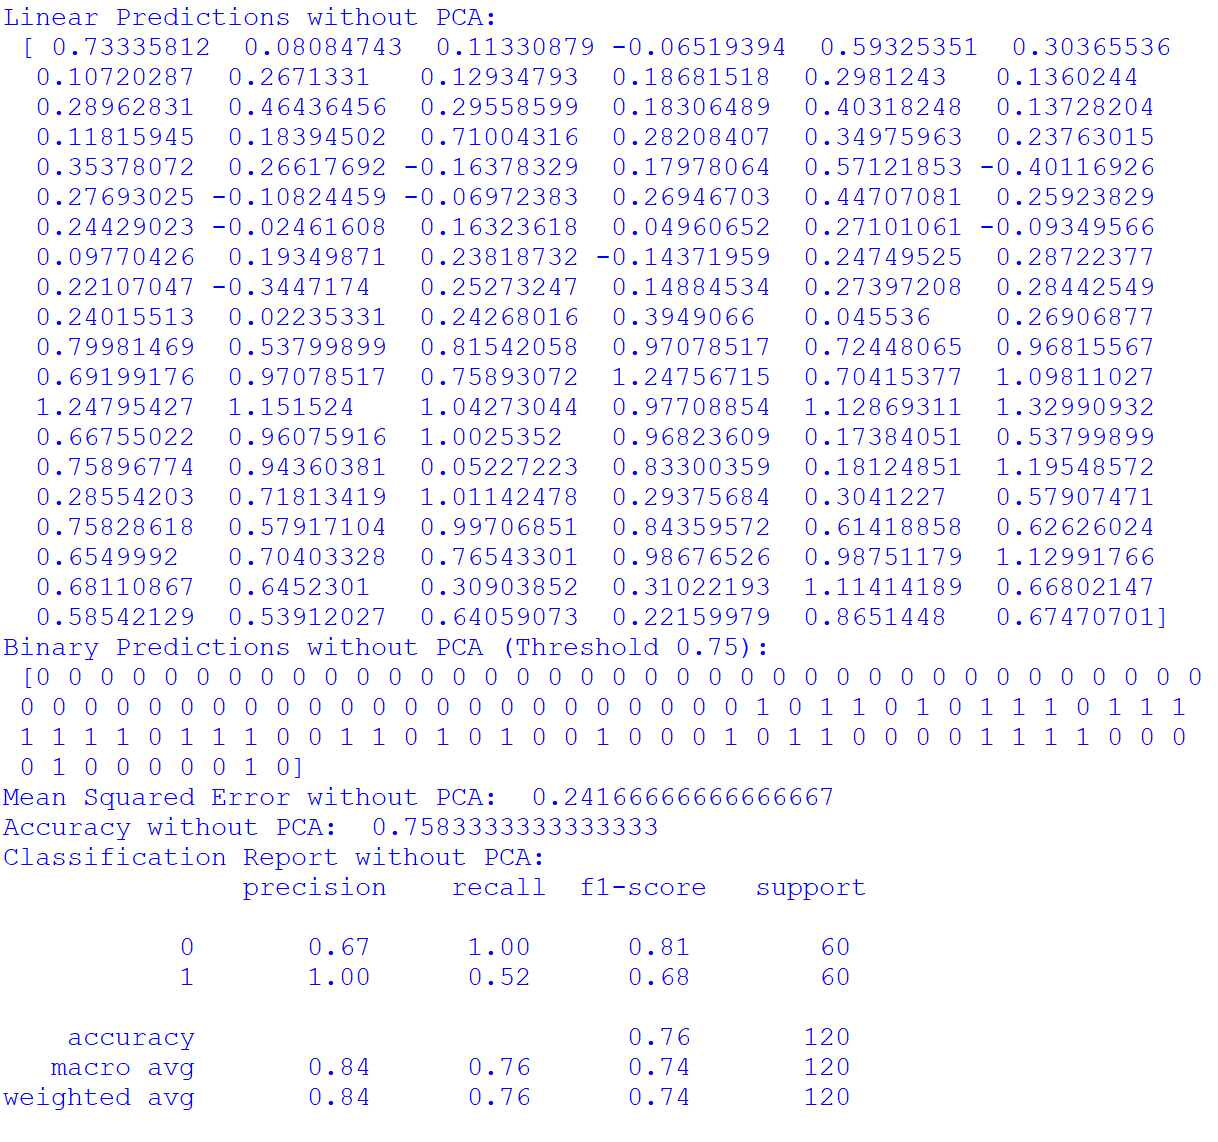 Linear Predictions without PCA:
[ 0.73335812 0.08084743 0.11330879 -0.06519394 0.59325351 0.30365536
0.10720287 0.2671331 0.12934793 0.18681518 0.2981243 0.1360244
0.28962831 0.46436456 0.29558599 0.18306489 0.40318248 0.13728204
0.11815945 0.18394502 0.71004316 0.28208407 0.34975963 0.23763015
0.35378072 0.26617692 -0.16378329 0.17978064 0.57121853 -0.40116926
0.27693025 -0.10824459 -0.06972383 0.26946703 0.44707081 0.25923829
0.24429023 -0.02461608 0.16323618 0.04960652 0.27101061 -0.09349566
0.09770426 0.19349871 0.23818732 -0.14371959 0.24749525 0.28722377
0.22107047 -0.3447174 0.25273247 0.14884534 0.27397208 0.28442549
0.24015513 0.02235331 0.24268016 0.3949066 0.045536 0.26906877
0.79981469 0.53799899 0.81542058 0.97078517 0.72448065 0.96815567
0.69199176 0.97078517 0.75893072 1.24756715 0.70415377 1.09811027
1.24795427 1.151524 1.04273044 0.97708854 1.12869311 1.32990932
0.66755022 0.96075916 1.0025352 0.96823609 0.17384051 0.53799899
0.75896774 0.94360381 0.05227223 0.83300359 0.18124851 1.19548572
0.28554203 0.71813419 1.01142478 0.29375684 0.3041227 0.57907471
0.75828618 0.57917104 0.99706851 0.84359572 0.61418858 0.62626024
0.6549992 0.70403328 0.76543301 0.98676526 0.98751179 1.12991766
0.68110867 0.6452301 0.30903852 0.31022193 1.11414189 0.66802147
0.58542129 0.53912027 0.64059073 0.22159979 0.8651448 0.67470701]
Binary Predictions without PCA (Threshold 0.75):
[0 0 0 0 0 0 0 0 0 0 0 0 0 0 0 0 0 0 0 0 0 0 0 0 0 0 0 0 0 0 0 0 0 0 0 0 0
0 0 0 0 0 0 0 0 0 0 0 0 0 0 0 0 0 0 0 0 0 0 0 1 0 1 1 0 1 0 1 1 1 0 1 1 1
1 1 1 1 0 1 1 1 0 0 1 1 0 1 0 1 0 0 1 0 0 0 1 0 1 1 0 0 0 0 1 1 1 1 0 0 0
0 1 0 0 0 0 0 1 0]
Mean Squared Error without PCA: 0.24166666666666667
Accuracy without PCA: 0.7583333333333333
Classification Report without PCA:
precision recall f1-score support
0 0.67 1.00 0.81 60
1 1.00 0.52 0.68 60
accuracy 0.76 120
macro avg 0.84 0.76 0.74 120
weighted avg 0.84 0.76 0.74 120